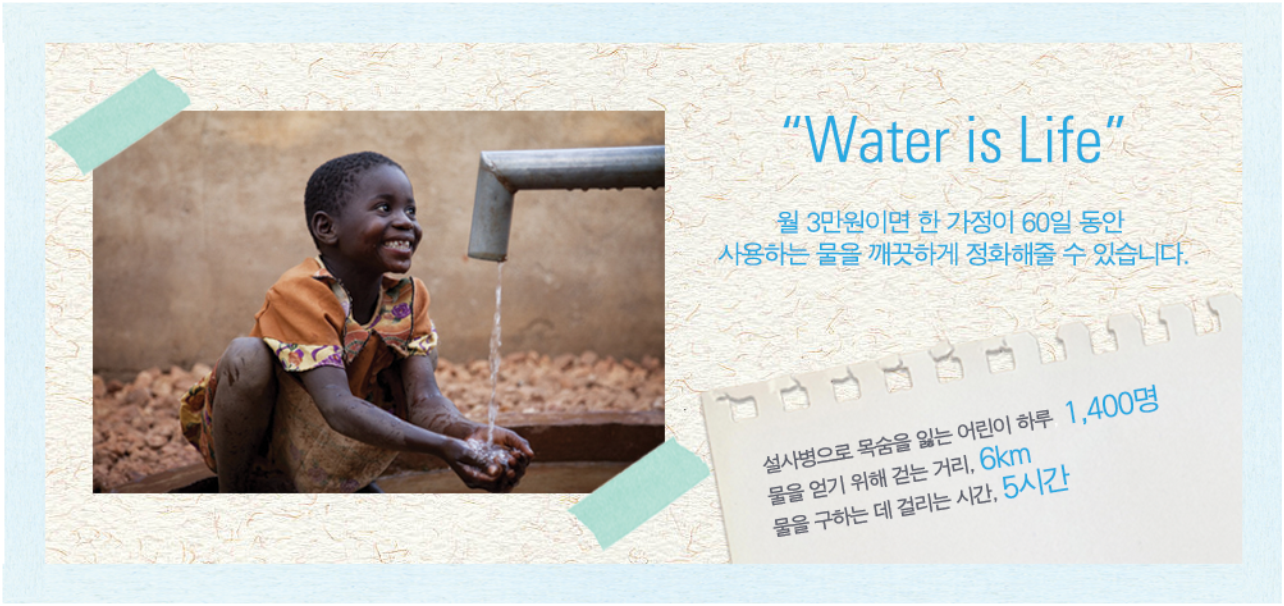 “Water is Life”
월 3만원이면 한 가정이 60일 동안
사용하는 물을 깨끗하게 정화해줄 수 있습니다.
설사병으로 목숨을 잃는 어린이 하루, 1,400명
물을 얻기 위해 걷는 거리, 6km
물을 구하는 데 걸리는 시간, 5시간